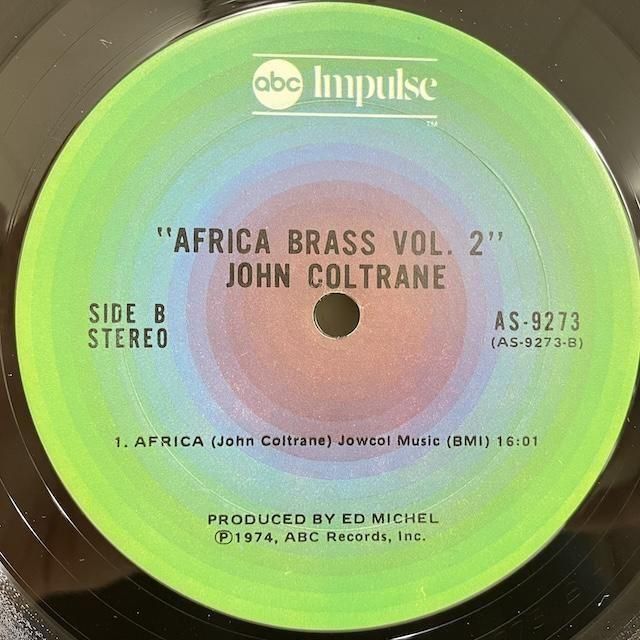 abc Impulse
TM
"AFRICA BRASS VOL. 2"
JOHN COLTRANE
SIDE B
STEREO
AS-9273
(AS-9273-B)
1. AFRICA (John Coltrane) Jowcol Music (BMI) 16:01
PRODUCED BY ED MICHEL
Ⓟ1974, ABC Records, Inc.